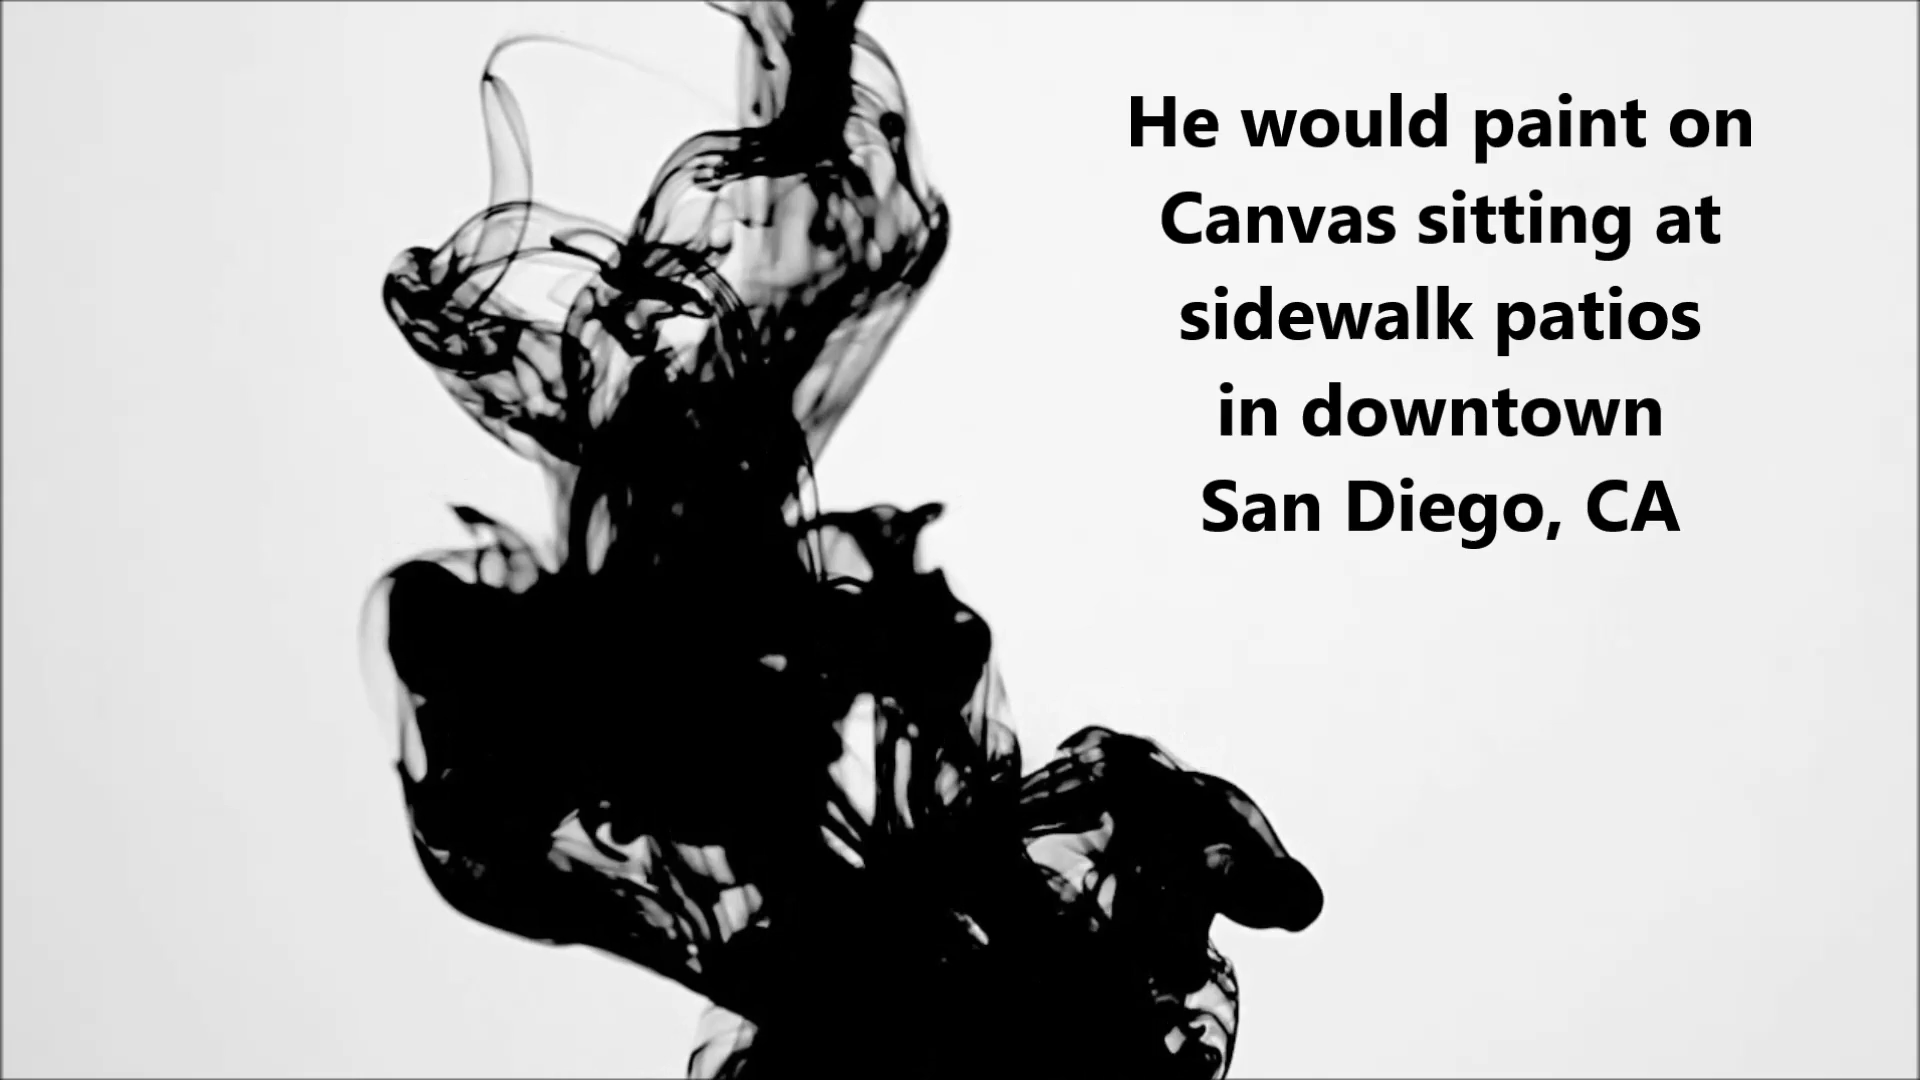 He would paint on
Canvas sitting at
sidewalk patios
in downtown
San Diego, CA